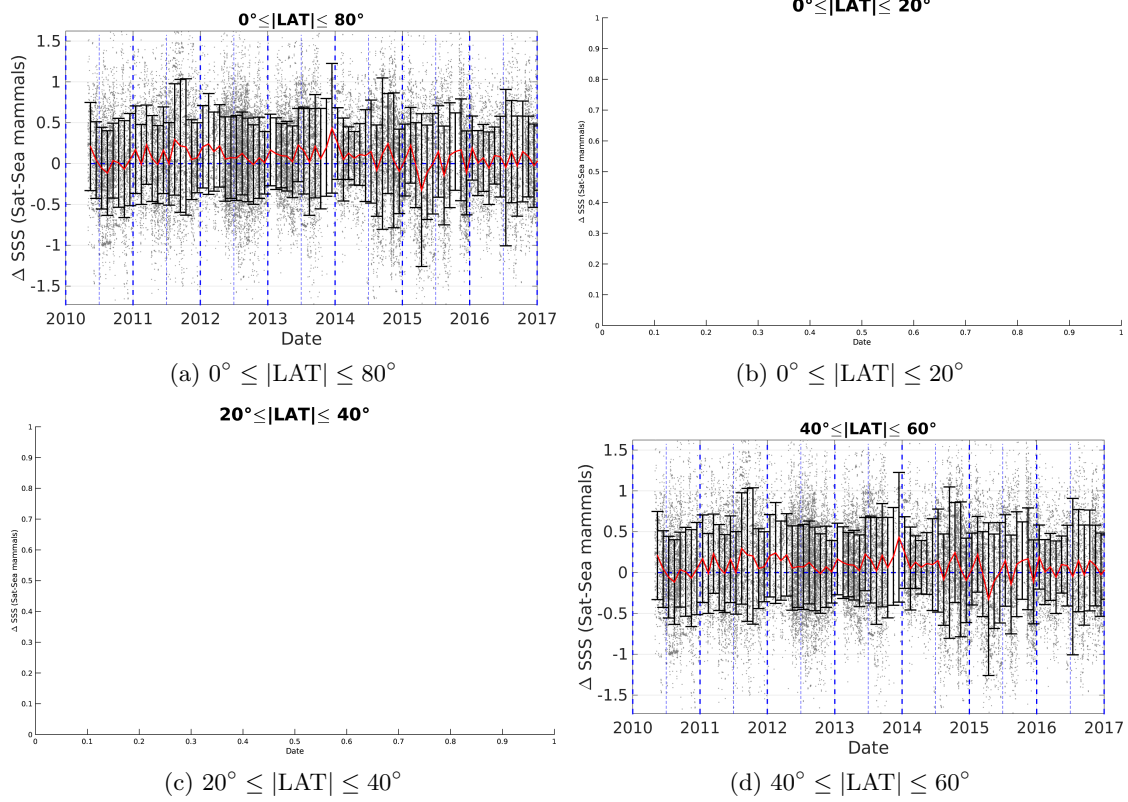 0°≤|LAT|≤ 80°
Δ SSS (Sat-Sea mammals)
1.5
1
0.5
0
-0.5
-1
-1.5
2010 2011 2012 2013 2014 2015 2016 2017
Date
(a) 0° ≤ |LAT| ≤ 80°
0°≤|LAT|≤ 20°
Δ SSS (Sat-Sea mammals)
1
0.9
0.8
0.7
0.6
0.5
0.4
0.3
0.2
0.1
0
0 0.1 0.2 0.3 0.4 0.5 0.6 0.7 0.8 0.9 1
Date
(b) 0° ≤ |LAT| ≤ 20°
20°≤|LAT|≤ 40°
Δ SSS (Sat-Sea mammals)
1
0.9
0.8
0.7
0.6
0.5
0.4
0.3
0.2
0.1
0
0 0.1 0.2 0.3 0.4 0.5 0.6 0.7 0.8 0.9 1
Date
(c) 20° ≤ |LAT| ≤ 40°
40°≤|LAT|≤ 60°
Δ SSS (Sat-Sea mammals)
1.5
1
0.5
0
-0.5
-1
-1.5
2010 2011 2012 2013 2014 2015 2016 2017
Date
(d) 40° ≤ |LAT| ≤ 60°